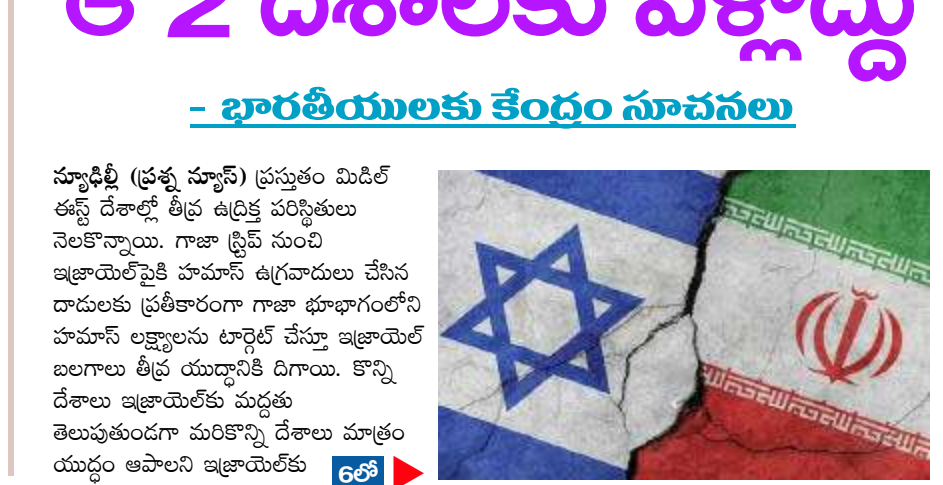 ఆ 2 దేశాలకు వెళ్లొద్దు
- భారతీయులకు కేంద్రం సూచనలు
న్యూఢిల్లీ (ప్రశ్న న్యూస్) ప్రస్తుతం మిడిల్
ఈస్ట్ దేశాల్లో తీవ్ర ఉద్రిక్త పరిస్థితులు
నెలకొన్నాయి. గాజా స్ట్రిప్ నుంచి
ఇజ్రాయెల్‌పైకి హమాస్ ఉగ్రవాదులు చేసిన
దాడులకు ప్రతీకారంగా గాజా భూభాగంలోని
హమాస్ లక్ష్యాలను టార్గెట్ చేస్తూ ఇజ్రాయెల్
బలగాలు తీవ్ర యుద్ధానికి దిగాయి. కొన్ని
దేశాలు ఇజ్రాయెల్‌కు మద్దతు
తెలుపుతుండగా మరికొన్ని దేశాలు మాత్రం
యుద్ధం ఆపాలని ఇజ్రాయెల్‌కు
6లో